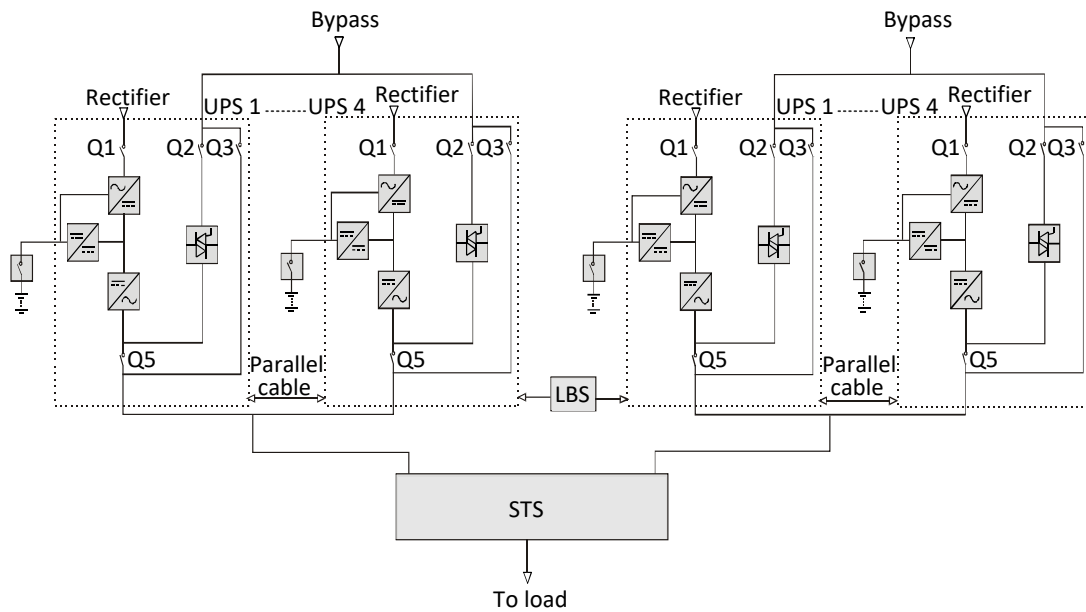 Bypass
Bypass
Rectifier
UPS 1 ........ UPS 4
Rectifier
Rectifier
UPS 1 ........ UPS 4
Rectifier
Q1
Q2
Q3
Q1
Q2
Q3
Q1
Q2
Q3
Q1
Q2
Q3
Q5
Parallel
cable
Q5
Q5
Parallel
cable
Q5
LBS
STS
To load